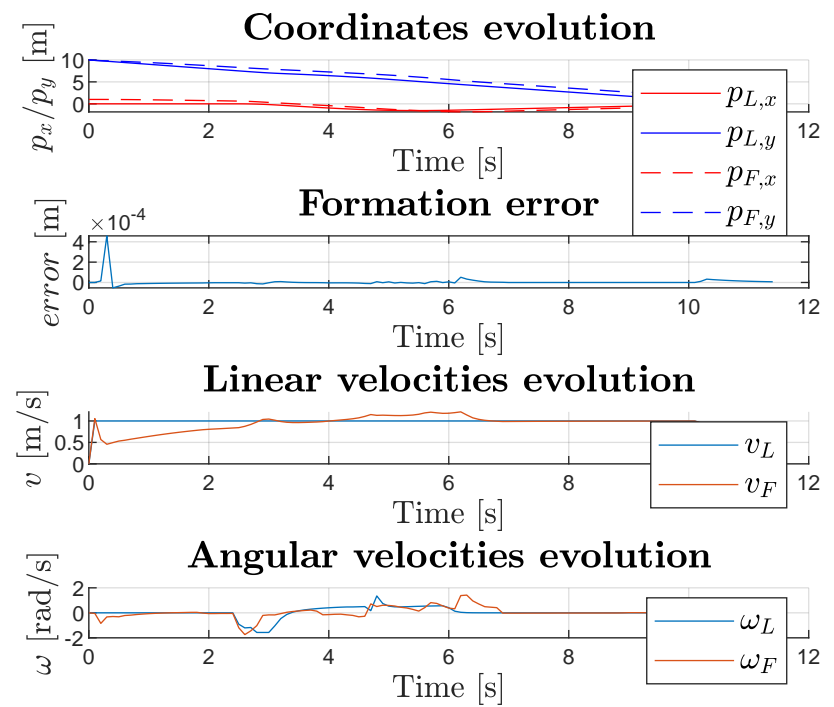 Coordinates evolution
p_x/p_y [m]
10
5
0
0 2 4 6 8 12
Time [s]
p_{L,x}
p_{L,y}
p_{F,x}
p_{F,y}
Formation error
×10^{-4}
error [m]
4
2
0
0 2 4 6 8 10 12
Time [s]
Linear velocities evolution
v [m/s]
1
0.5
0
0 2 4 6 8 12
Time [s]
v_L
v_F
Angular velocities evolution
ω [rad/s]
2
0
-2
0 2 4 6 8 12
Time [s]
ω_L
ω_F